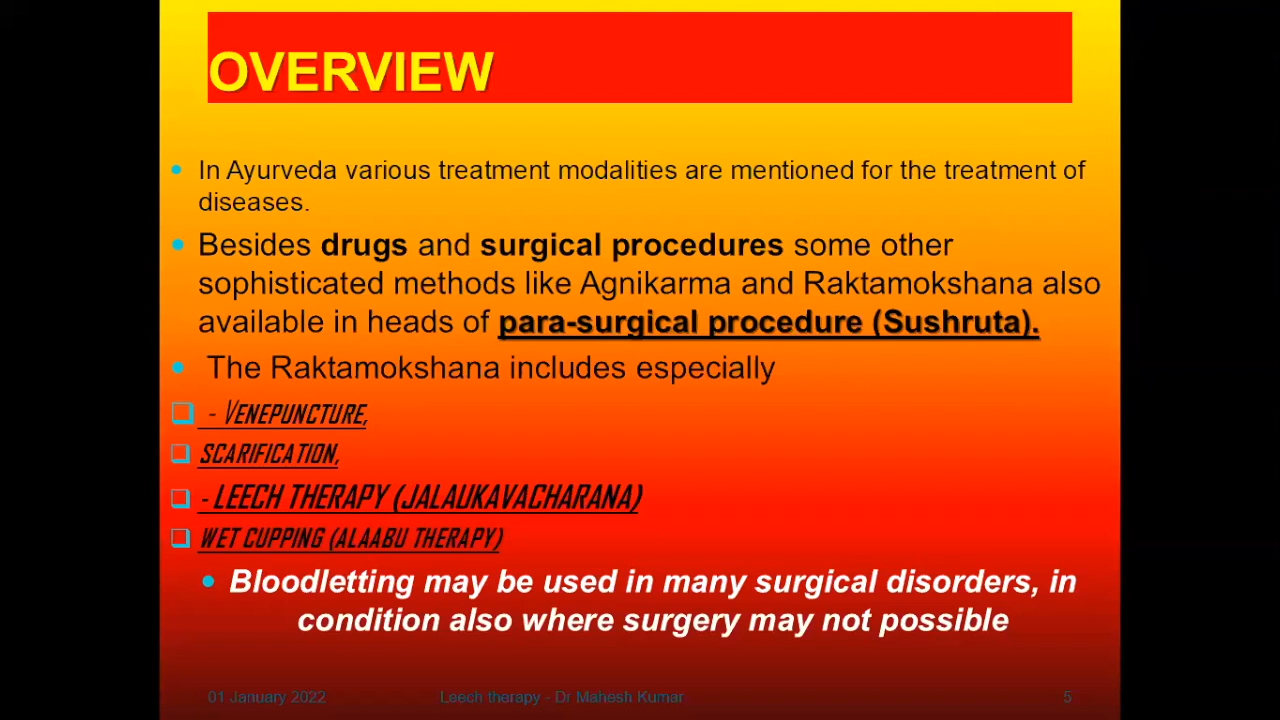 OVERVIEW
In Ayurveda various treatment modalities are mentioned for the treatment of
diseases.
Besides drugs and surgical procedures some other
sophisticated methods like Agnikarma and Raktamokshana also
available in heads of para-surgical procedure (Sushruta).
The Raktamokshana includes especially
- VENEPUNCTURE,
SCARIFICATION,
- LEECH THERAPY (JALAUKAVACHARANA)
WET CUPPING (ALAABU THERAPY)
Bloodletting may be used in many surgical disorders, in
condition also where surgery may not possible
01 January 2022 Leech therapy - Dr Mahesh Kumar 5